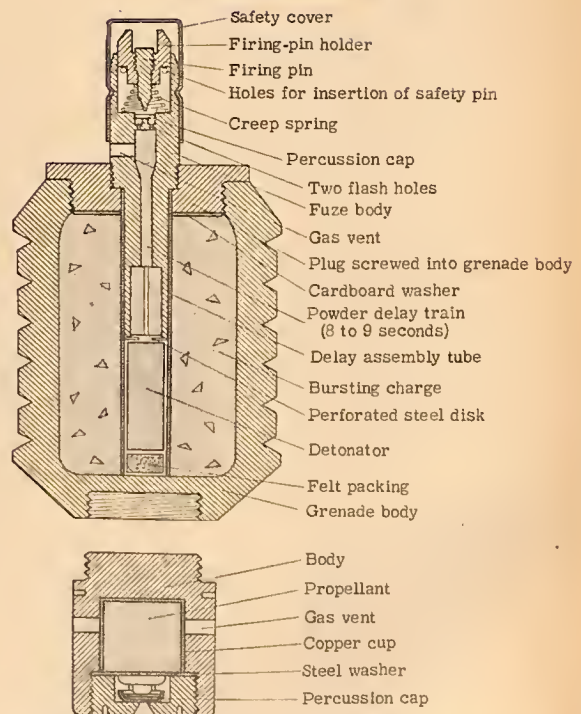 Safety cover
Firing-pin holder
Firing pin
Holes for insertion of safety pin
Creep spring
Percussion cap
Two flash holes
Fuze body
Gas vent
Plug screwed into grenade body
Cardboard washer
Powder delay train
(8 to 9 seconds)
Delay assembly tube
Bursting charge
Perforated steel disk
Detonator
Felt packing
Grenade body
Body
Propellant
Gas vent
Copper cup
Steel washer
Percussion cap